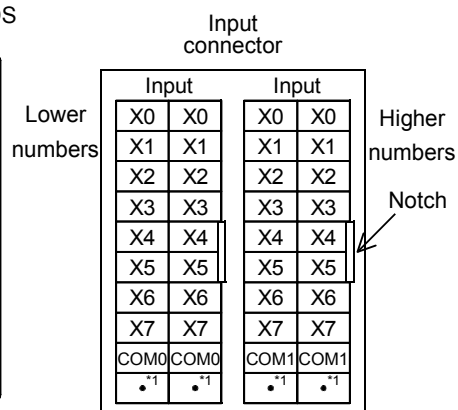 OS
Input
connector
Input Input
Lower
numbers
Higher
numbers
Notch
X0 X0 X0 X0
X1 X1 X1 X1
X2 X2 X2 X2
X3 X3 X3 X3
X4 X4 X4 X4
X5 X5 X5 X5
X6 X6 X6 X6
X7 X7 X7 X7
COM0 COM0 COM1 COM1
•*1 •*1 •*1 •*1